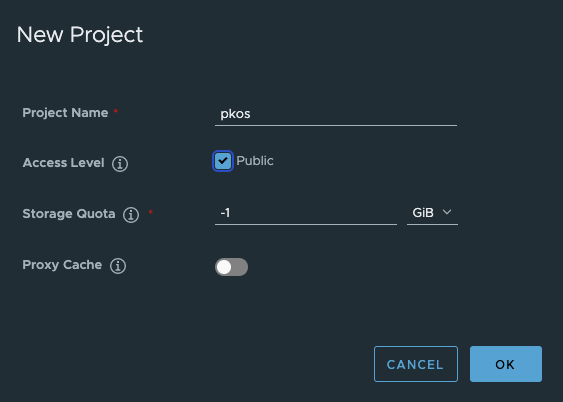 New Project
Project Name *
pkos
Access Level
Public
Storage Quota *
-1 GiB
Proxy Cache
CANCEL OK